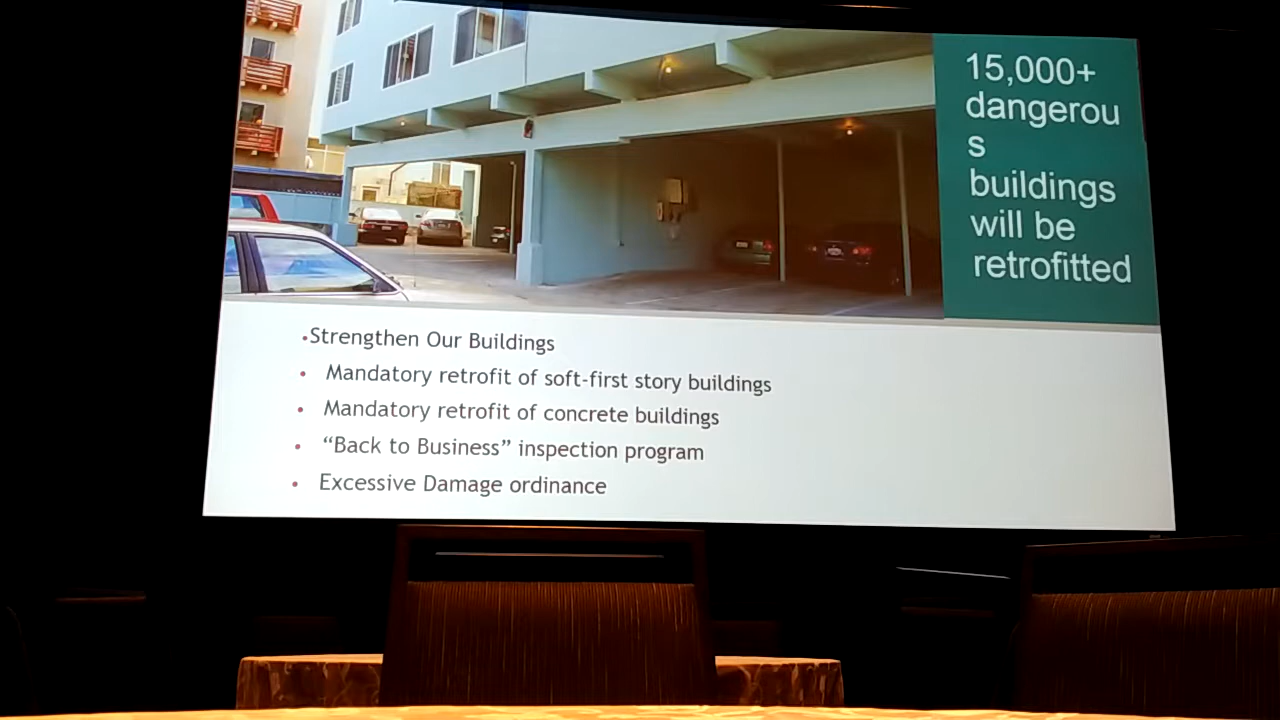 15,000+
dangerou
s
buildings
will be
retrofitted
•Strengthen Our Buildings
• Mandatory retrofit of soft-first story buildings
• Mandatory retrofit of concrete buildings
• “Back to Business” inspection program
• Excessive Damage ordinance